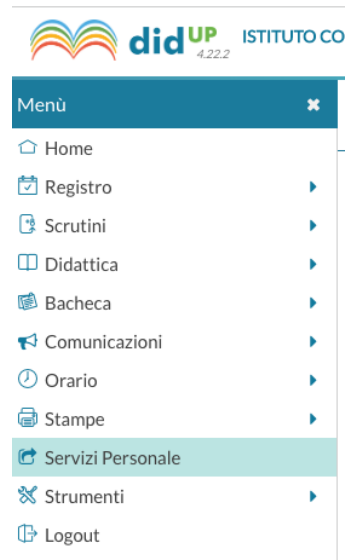 didUP ISTITUTO CO
4.22.2
Menù
Home
Registro
Scrutini
Didattica
Bacheca
Comunicazioni
Orario
Stampe
Servizi Personale
Strumenti
Logout